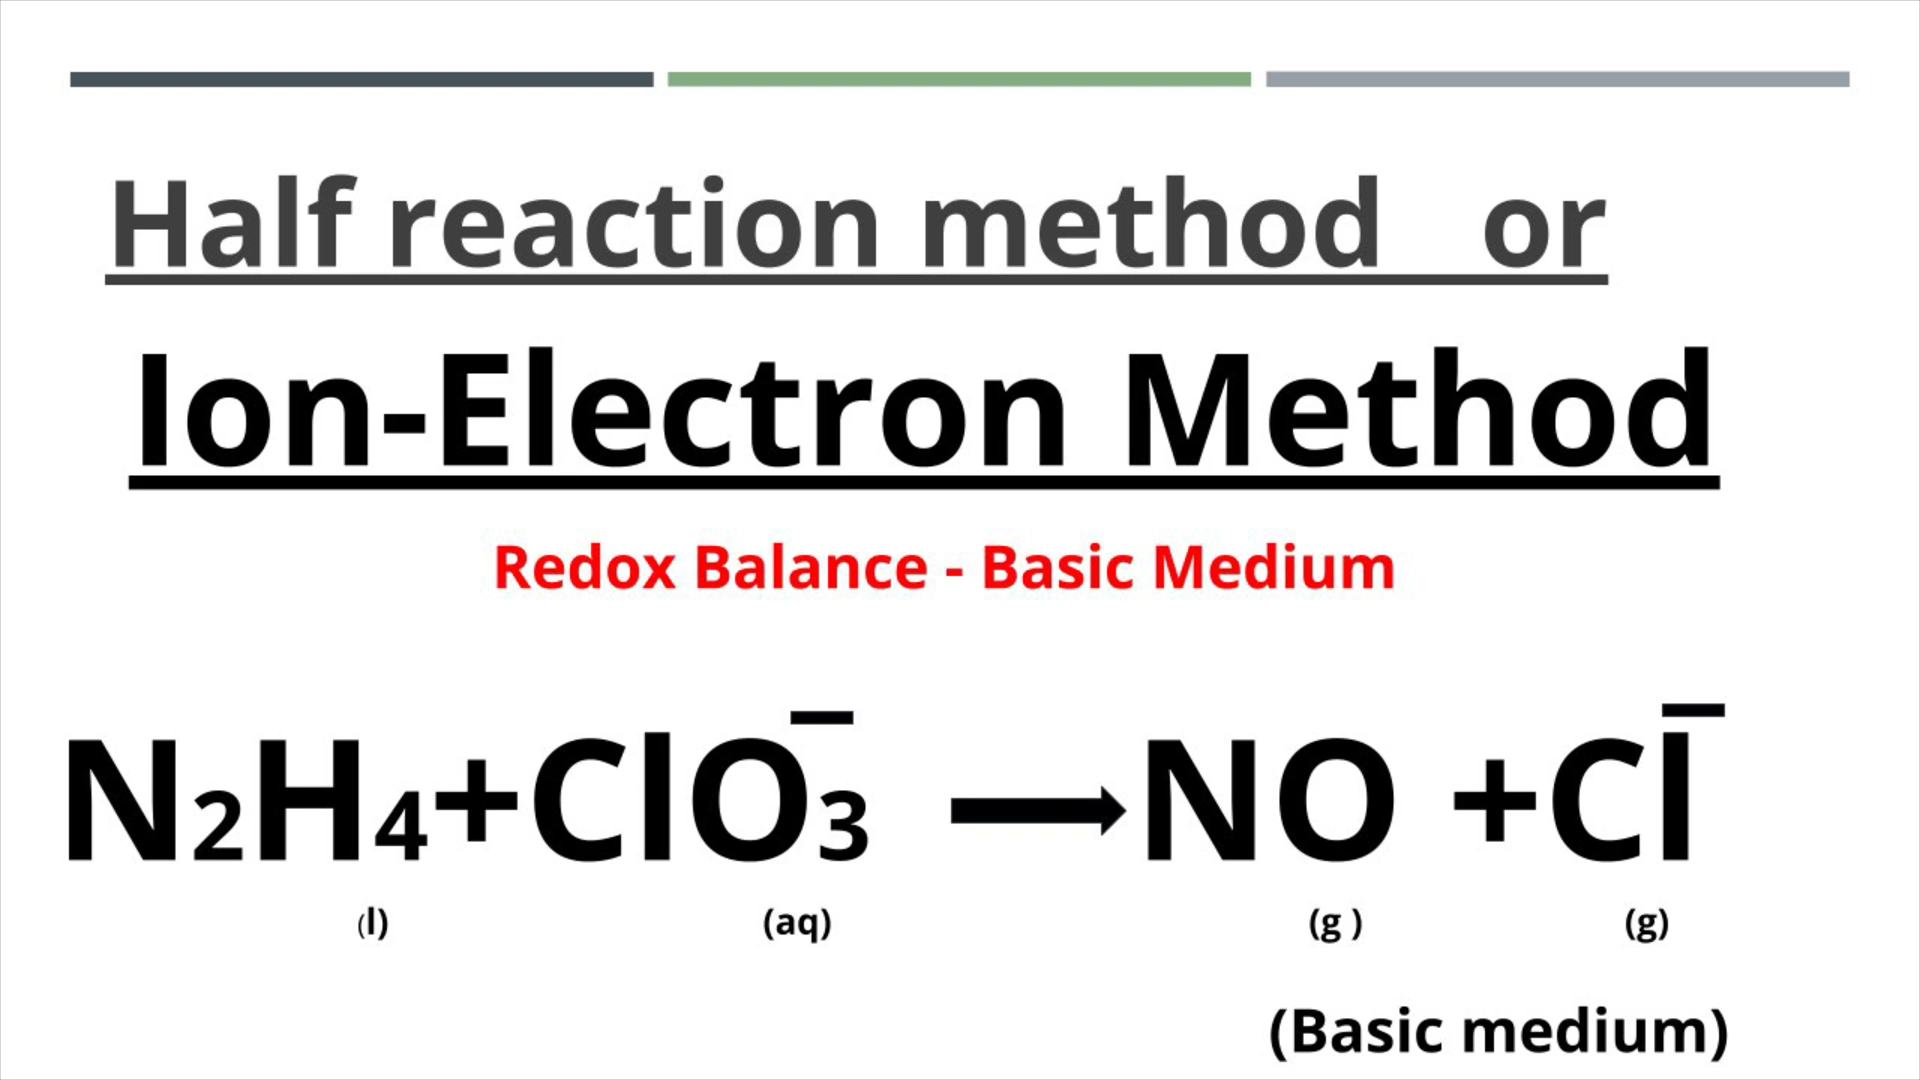 Half reaction method or
Ion-Electron Method
Redox Balance - Basic Medium
N₂H₄+ClO₃⁻ ⟶ NO +Cl⁻
(l) (aq) (g ) (g)
(Basic medium)